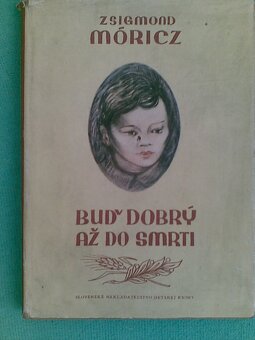 ZSIGMOND
MÓRICZ
BUĎ DOBRÝ
AŽ DO SMRTI
SLOVENSKÉ NAKLADATEĽSTVO DETSKEJ KNIHY